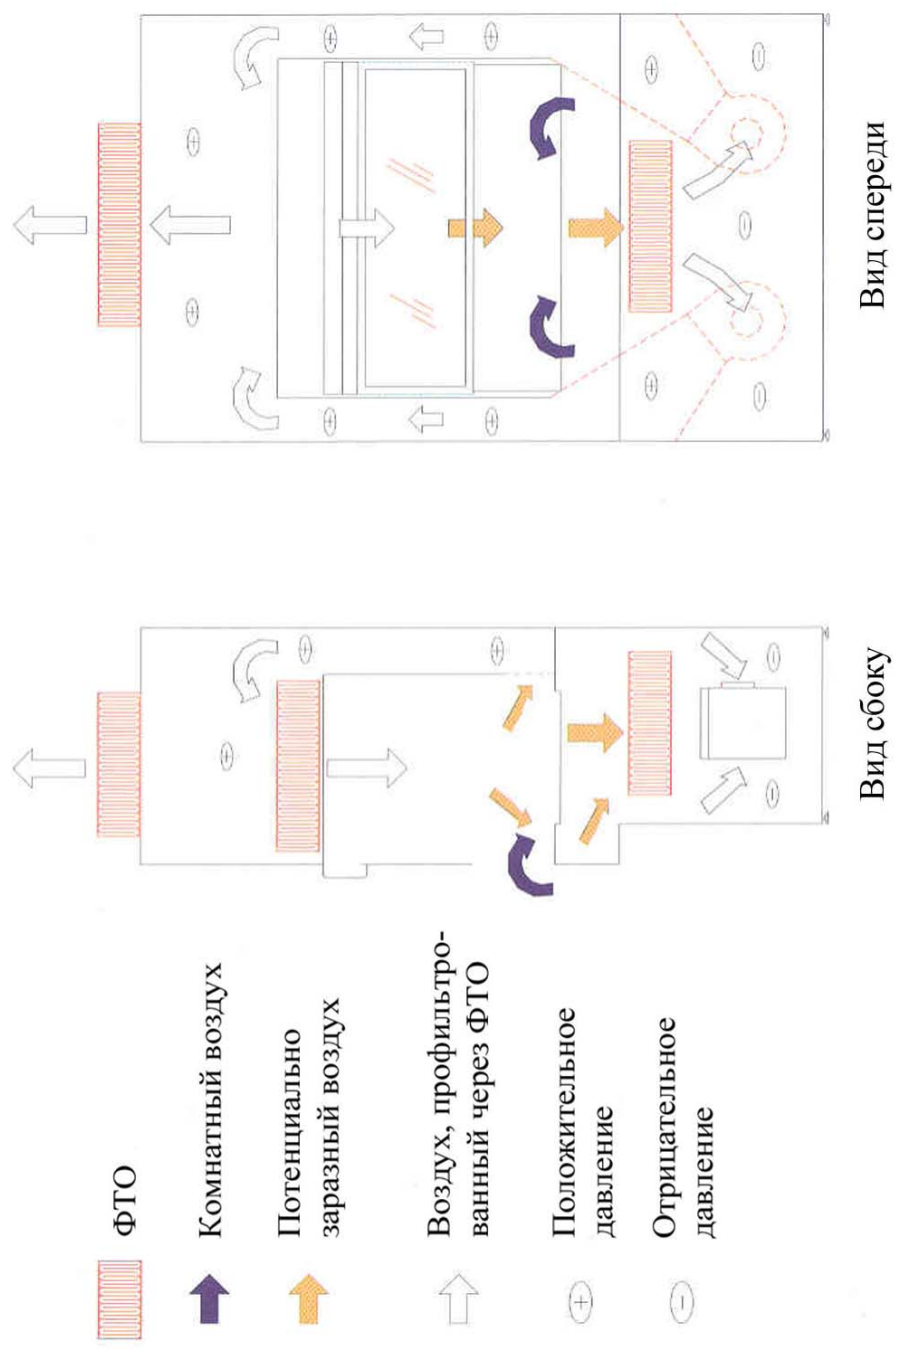 ФТО
Комнатный воздух
Потенциально
заразный воздух
Воздух, профильтро-
ванный через ФТО
Положительное
давление
Отрицательное
давление
Вид сбоку
Вид спереди